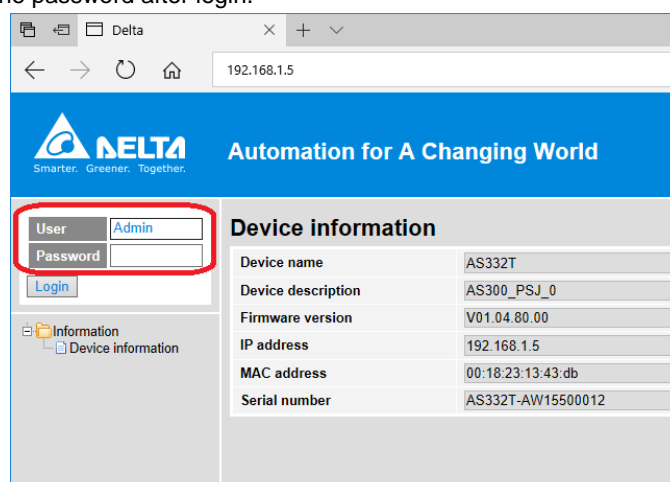 he password after login.
Delta
192.168.1.5
DELTA
Smarter. Greener. Together.
Automation for A Changing World
User Admin
Password
Login
Information
Device information
Device information
Device name AS332T
Device description AS300_PSJ_0
Firmware version V01.04.80.00
IP address 192.168.1.5
MAC address 00:18:23:13:43:db
Serial number AS332T-AW15500012